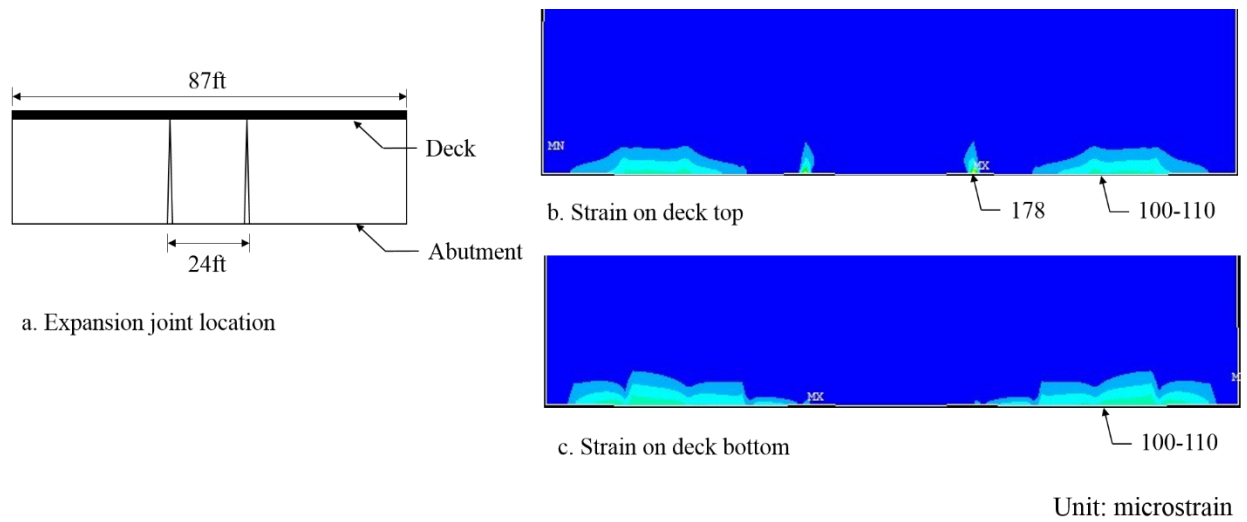 87ft
Deck
Abutment
24ft
a. Expansion joint location
MN
MX
b. Strain on deck top
178
100-110
MX
c. Strain on deck bottom
100-110
Unit: microstrain